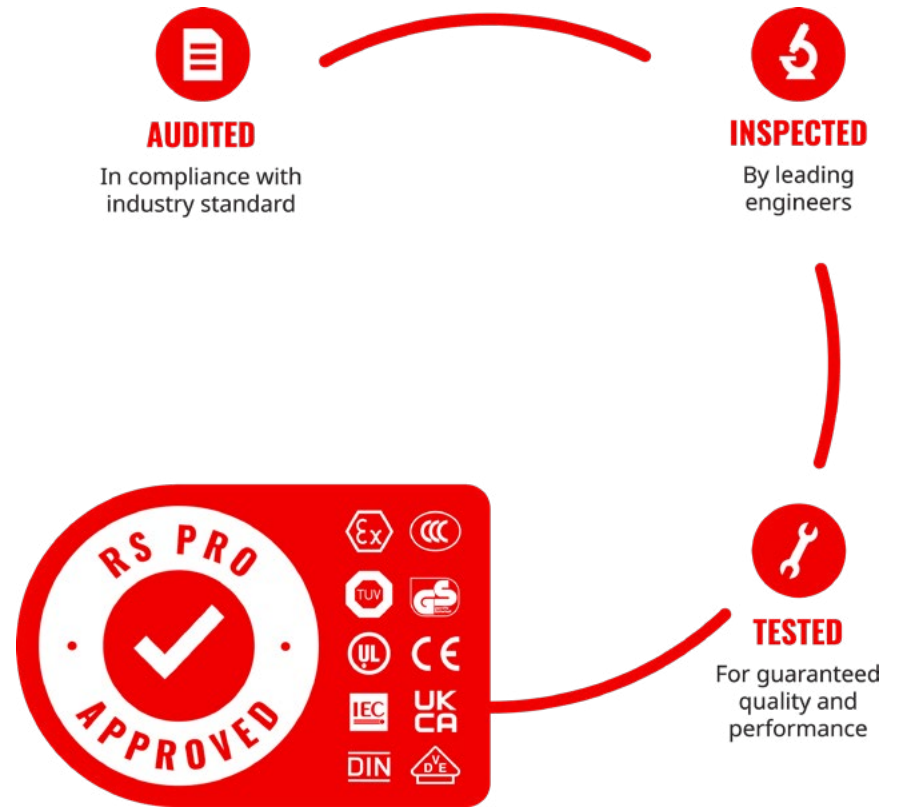 AUDITED
In compliance with
industry standard
INSPECTED
By leading
engineers
TESTED
For guaranteed
quality and
performance
RS PRO
APPROVED
Ex CCC
TUV GS
UL CE
IEC UK
CA
DIN VDE